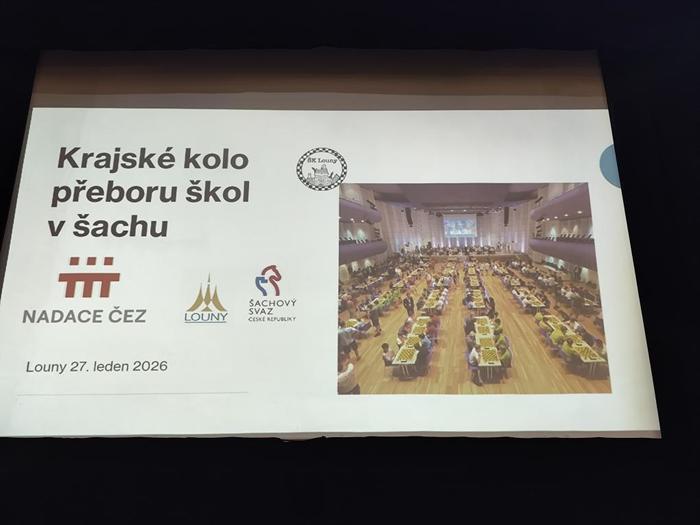 Krajské kolo
přeboru škol
v šachu
ŠK Louny
NADACE ČEZ
LOUNY
ŠACHOVÝ
SVAZ
ČESKÉ REPUBLIKY
Louny 27. leden 2026